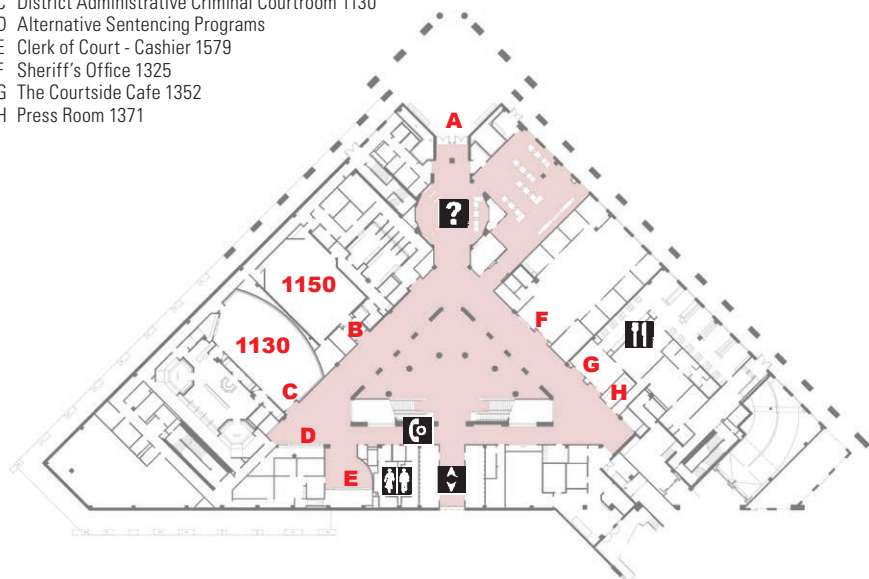 C District Administrative Criminal Courtroom 1130
D Alternative Sentencing Programs
E Clerk of Court - Cashier 1579
F Sheriff's Office 1325
G The Courtside Cafe 1352
H Press Room 1371
A
?
1150
B
F
1130
G
C
H
D
E